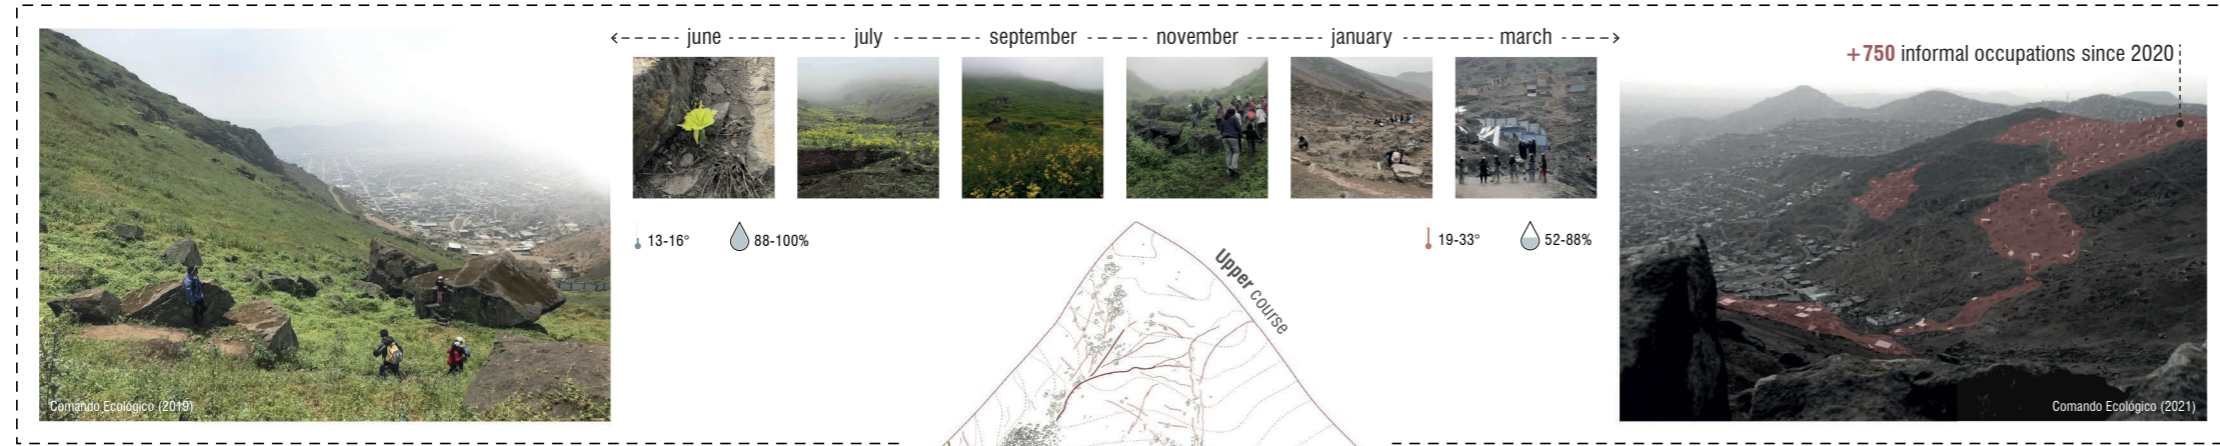 june
july
september
november
january
march
+750 informal occupations since 2020
13-16°
88-100%
19-33°
52-88%
Upper course
Comando Ecológico (2019)
Comando Ecológico (2021)